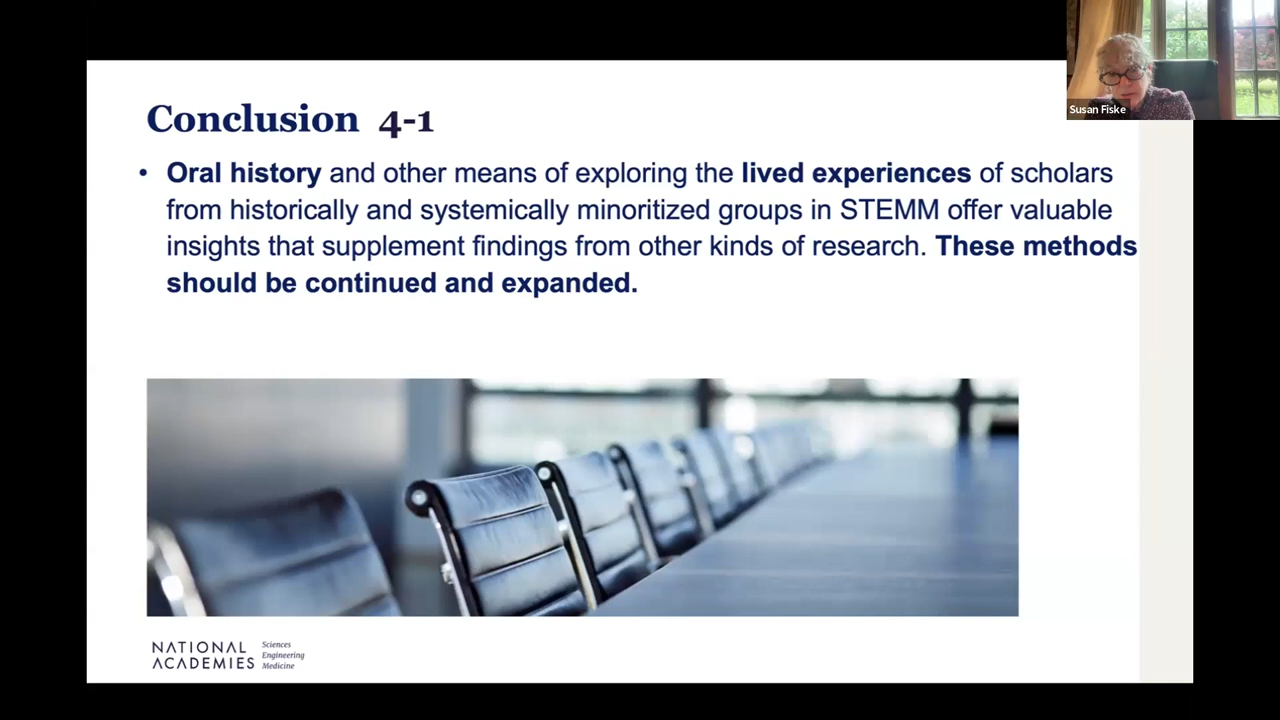 Susan Fiske
Conclusion 4-1
• Oral history and other means of exploring the lived experiences of scholars
from historically and systemically minoritized groups in STEMM offer valuable
insights that supplement findings from other kinds of research. These methods
should be continued and expanded.
NATIONAL
ACADEMIES
Sciences
Engineering
Medicine